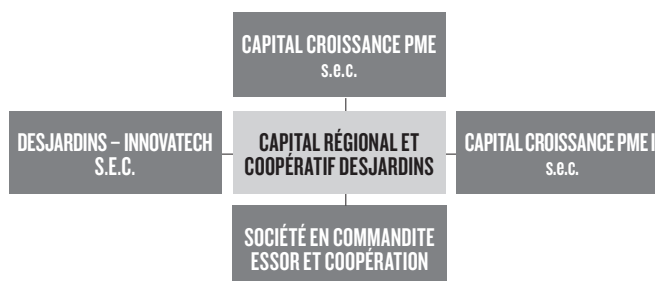 CAPITAL CROISSANCE PME
s.e.c.
DESJARDINS – INNOVATECH
S.E.C.
CAPITAL RÉGIONAL ET
COOPÉRATIF DESJARDINS
CAPITAL CROISSANCE PME I
s.e.c.
SOCIÉTÉ EN COMMANDITE
ESSOR ET COOPÉRATION